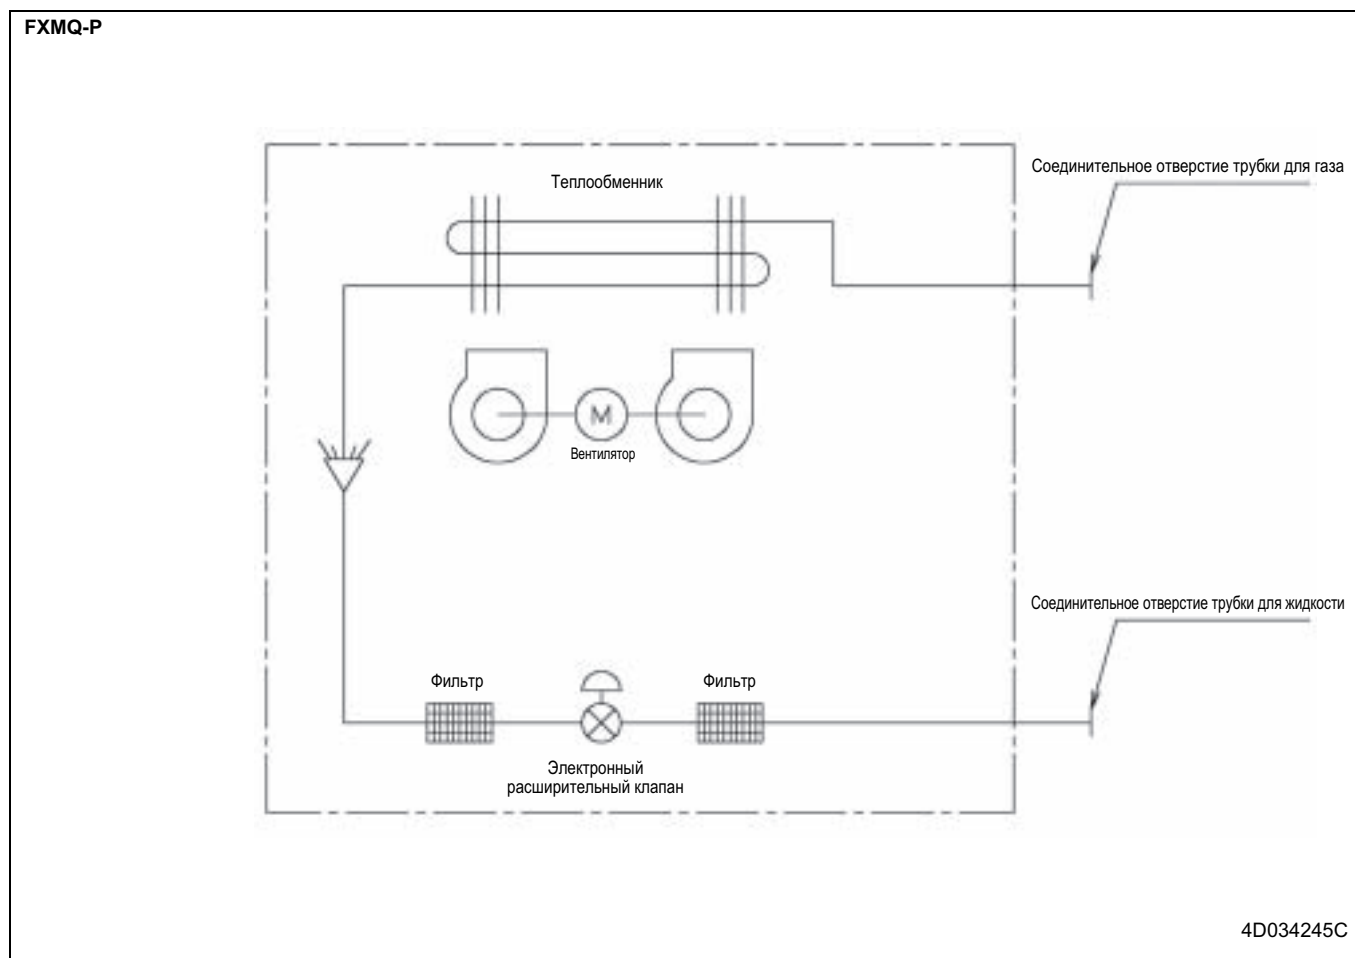 FXMQ-P
Соединительное отверстие трубки для газа
Теплообменник
M
Вентилятор
Соединительное отверстие трубки для жидкости
Фильтр
Фильтр
Электронный
расширительный клапан
4D034245C